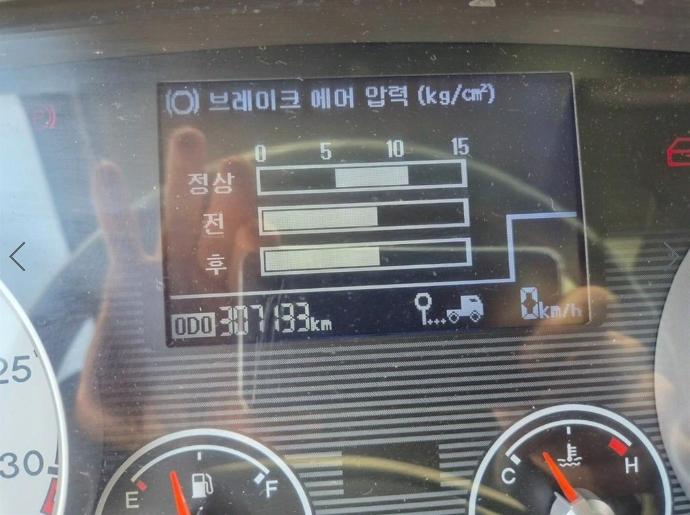 브레이크 에어 압력 (kg/cm²)
0 5 10 15
정상
전
후
ODO 307193km
0km/h
25
30
E F
C H